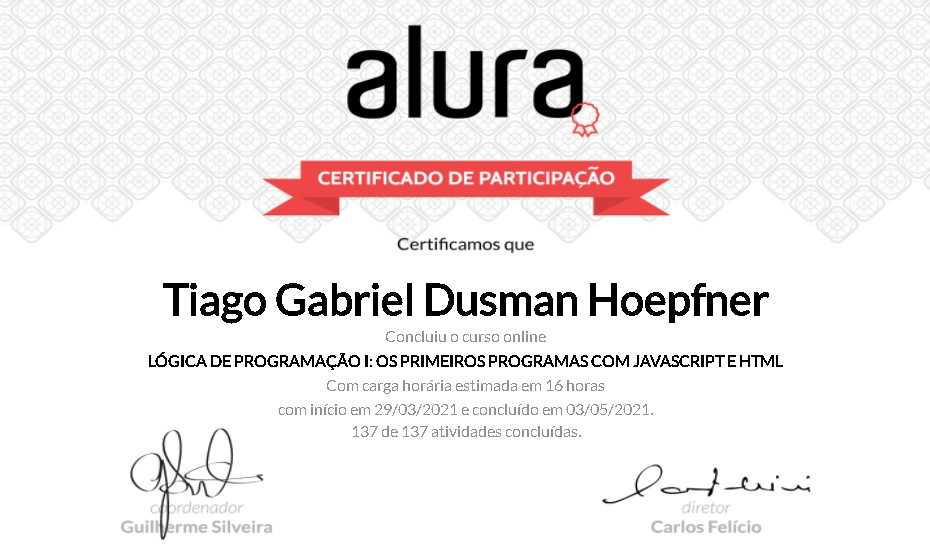 alura
CERTIFICADO DE PARTICIPAÇÃO
Certificamos que
Tiago Gabriel Dusman Hoepfner
Concluiu o curso online
LÓGICA DE PROGRAMAÇÃO I: OS PRIMEIROS PROGRAMAS COM JAVASCRIPT E HTML
Com carga horária estimada em 16 horas
com início em 29/03/2021 e concluído em 03/05/2021.
137 de 137 atividades concluídas.
coordenador
Guilherme Silveira
diretor
Carlos Felício